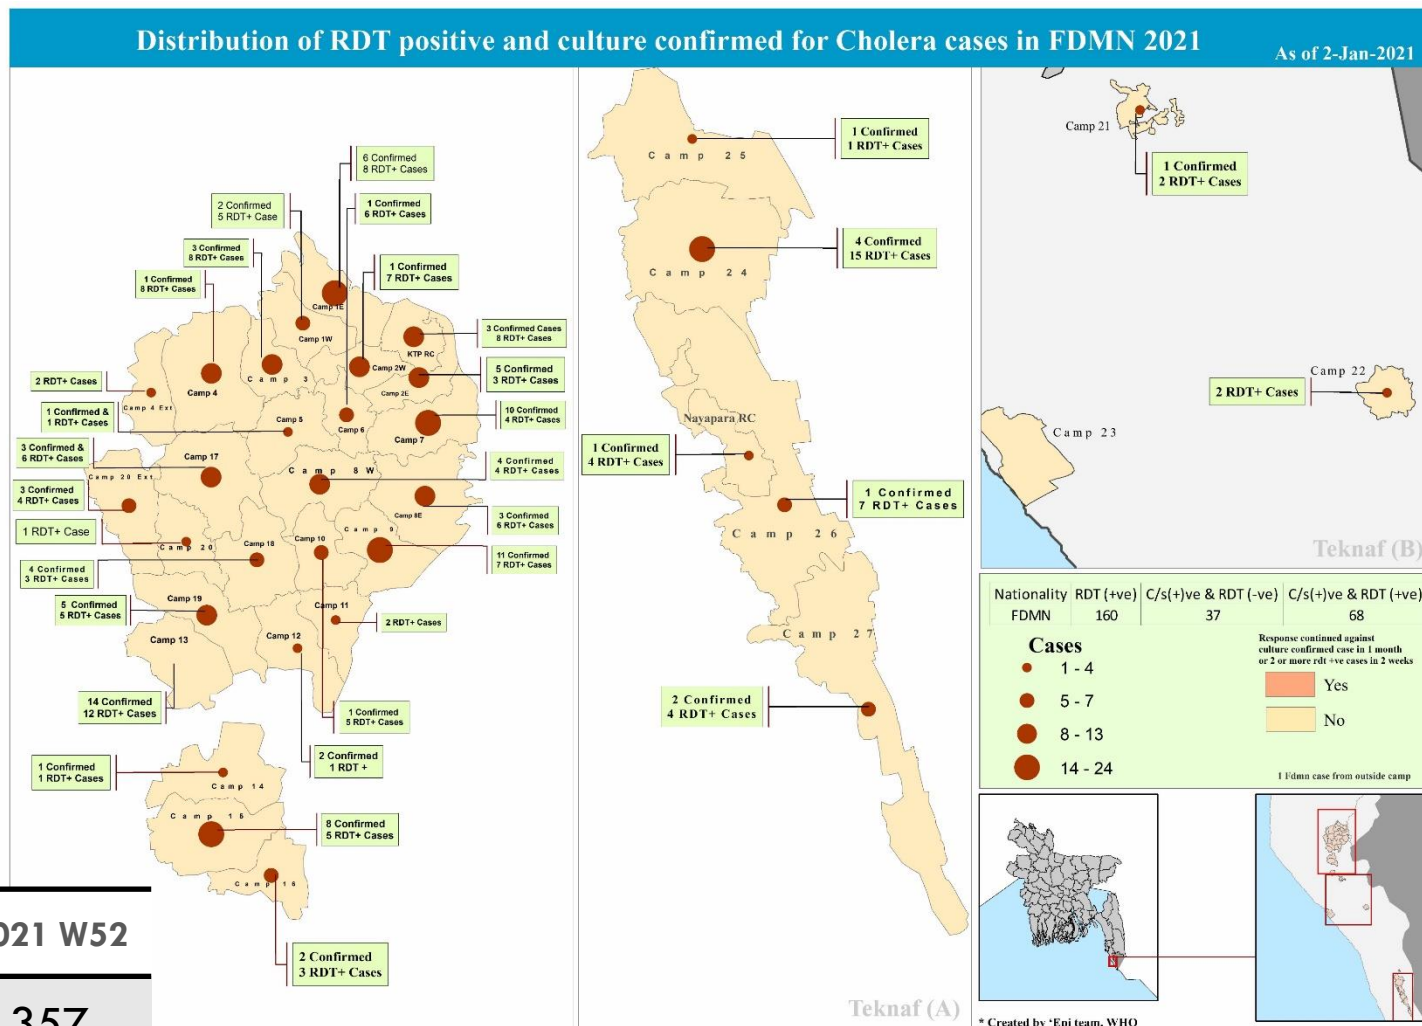 Distribution of RDT positive and culture confirmed for Cholera cases in FDMN 2021
As of 2-Jan-2021
6 Confirmed
8 RDT+ Cases
2 Confirmed
5 RDT+ Case
1 Confirmed
6 RDT+ Cases
3 Confirmed
8 RDT+ Cases
1 Confirmed
7 RDT+ Cases
1 Confirmed
8 RDT+ Cases
Camp 1E
Camp 1W
3 Confirmed Cases
8 RDT+ Cases
KTP RC
Camp 2W
5 Confirmed
3 RDT+ Cases
Camp 3
2 RDT+ Cases
Camp 4
Camp 2E
Camp 4 Ext
1 Confirmed &
1 RDT+ Cases
Camp 5
Camp 6
Camp 7
10 Confirmed
4 RDT+ Cases
3 Confirmed &
6 RDT+ Cases
Camp 17
Camp 8W
4 Confirmed
4 RDT+ Cases
Camp 20 Ext
3 Confirmed
4 RDT+ Cases
Camp 8E
3 Confirmed
6 RDT+ Cases
1 RDT+ Case
Camp 9
Camp 20
Camp 18
Camp 10
11 Confirmed
7 RDT+ Cases
4 Confirmed
3 RDT+ Cases
Camp 19
5 Confirmed
5 RDT+ Cases
Camp 11
2 RDT+ Cases
Camp 13
Camp 12
14 Confirmed
12 RDT+ Cases
1 Confirmed
5 RDT+ Cases
2 Confirmed
1 RDT +
1 Confirmed
1 RDT+ Cases
Camp 14
Camp 15
8 Confirmed
5 RDT+ Cases
Camp 16
2 Confirmed
3 RDT+ Cases
021 W52
357
1 Confirmed
1 RDT+ Cases
Camp 25
4 Confirmed
15 RDT+ Cases
Camp 24
Nayapara RC
1 Confirmed
4 RDT+ Cases
1 Confirmed
7 RDT+ Cases
Camp 26
Camp 27
2 Confirmed
4 RDT+ Cases
Teknaf (A)
Camp 21
1 Confirmed
2 RDT+ Cases
Camp 22
2 RDT+ Cases
Camp 23
Teknaf (B)
Nationality RDT (+ve) C/s(+)ve & RDT (-ve) C/s(+)ve & RDT (+ve)
FDMN 160 37 68
Cases
1 - 4
5 - 7
8 - 13
14 - 24
Response continued against
culture confirmed case in 1 month
or 2 or more rdt +ve cases in 2 weeks
Yes
No
1 Fdmn case from outside camp
* Created by 'Epi team, WHO